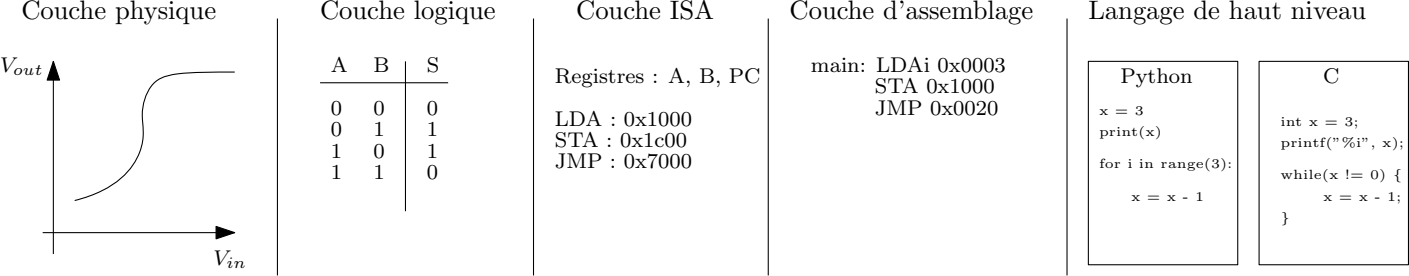 Couche physique
V_out
V_in
Couche logique
A B S
0 0 0
0 1 1
1 0 1
1 1 0
Couche ISA
Registres : A, B, PC
LDA : 0x1000
STA : 0x1c00
JMP : 0x7000
Couche d'assemblage
main: LDAi 0x0003
STA 0x1000
JMP 0x0020
Langage de haut niveau
Python
x = 3
print(x)
for i in range(3):
x = x - 1
C
int x = 3;
printf("%i", x);
while(x != 0) {
x = x - 1;
}